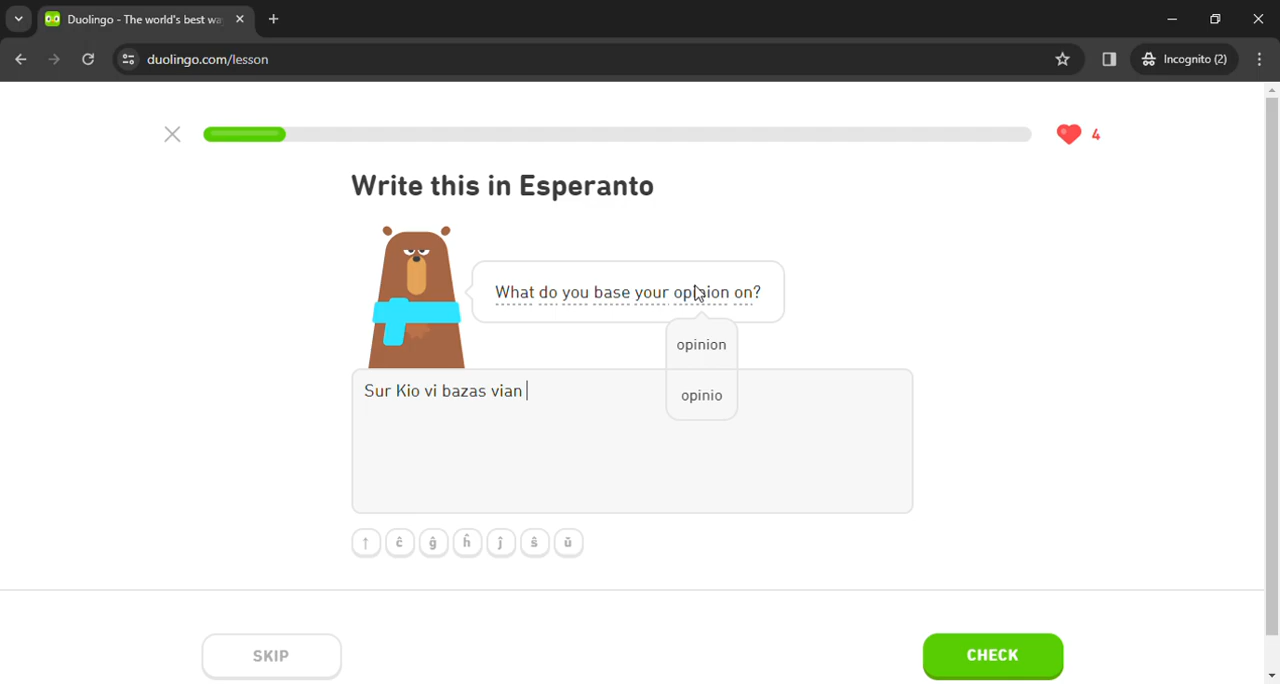 Duolingo - The world's best wa
duolingo.com/lesson
Incognito (2)
4
Write this in Esperanto
What do you base your opinion on?
opinion
opinio
Sur Kio vi bazas vian
↑ ĉ ĝ ĥ ĵ ŝ ŭ
SKIP
CHECK